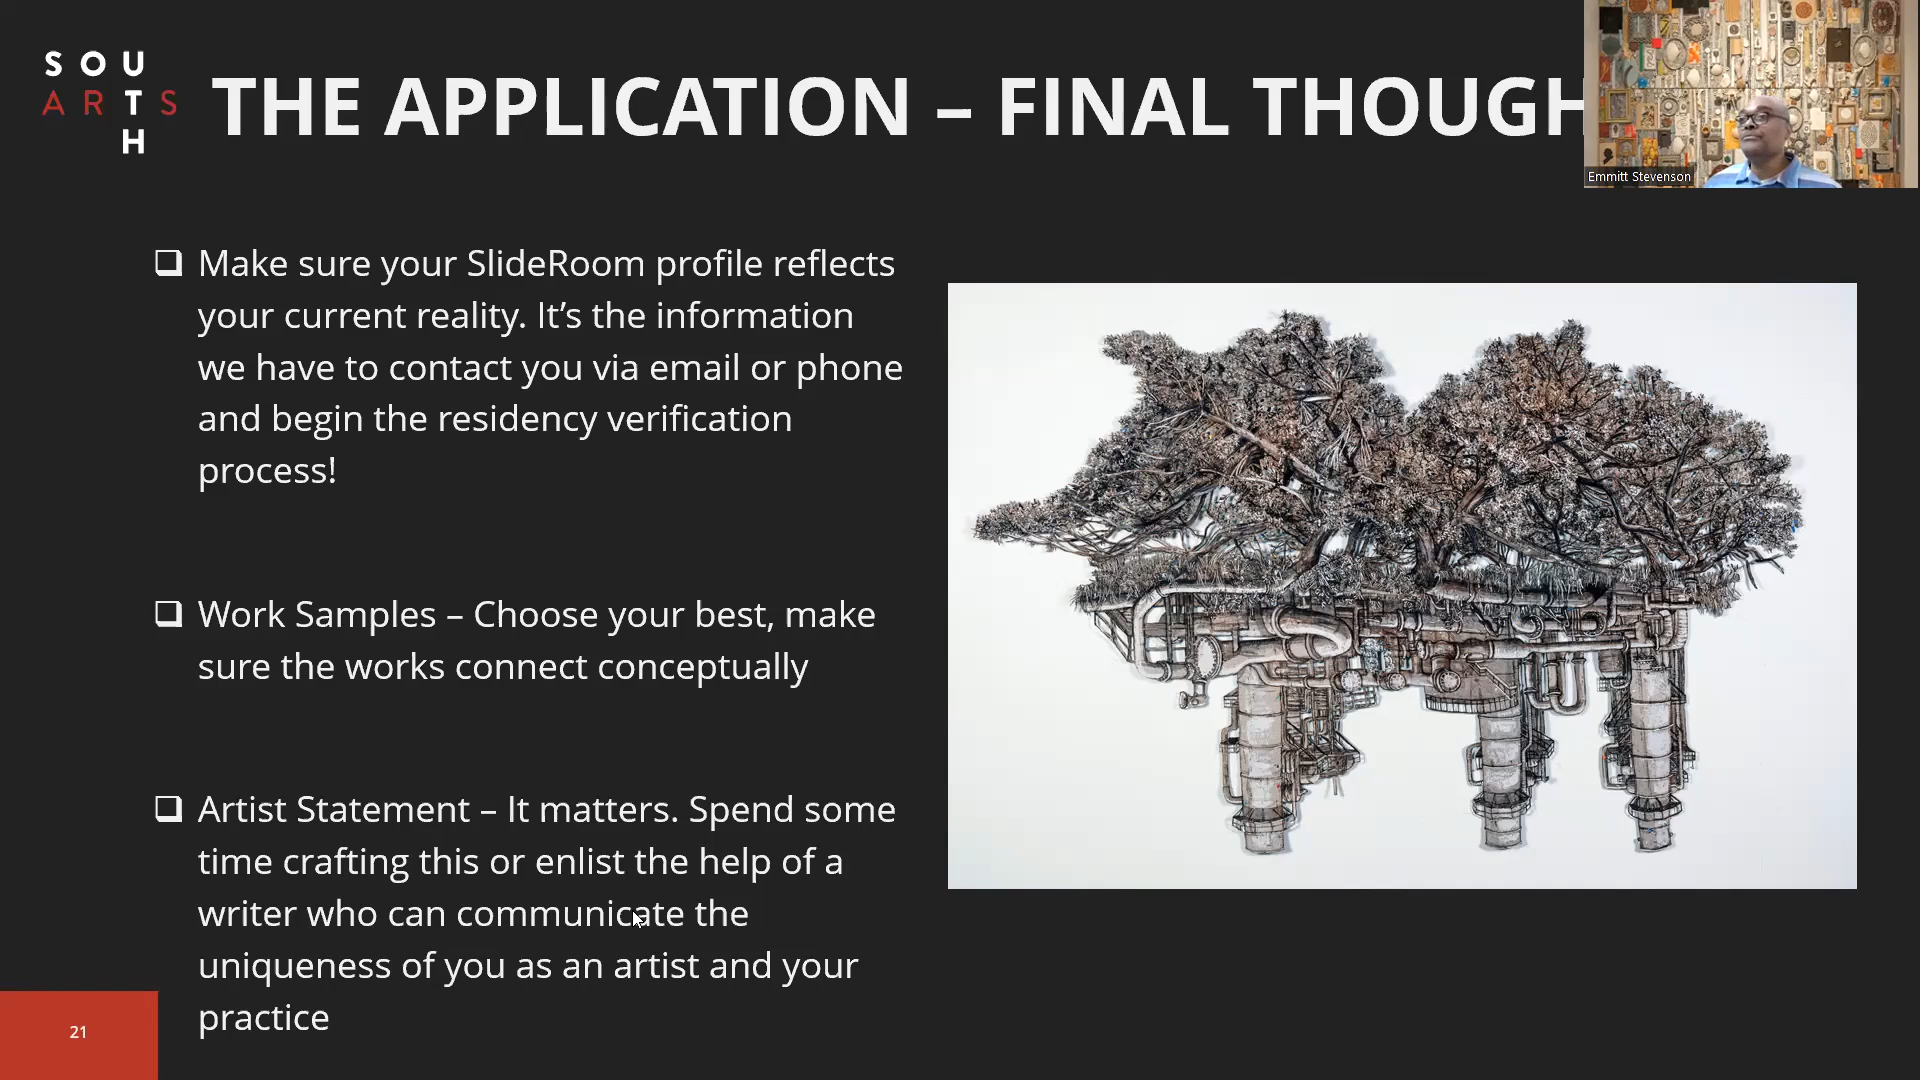 SOU
ARTS
H
THE APPLICATION – FINAL THOUGH
Emmitt Stevenson
❑ Make sure your SlideRoom profile reflects
your current reality. It’s the information
we have to contact you via email or phone
and begin the residency verification
process!
❑ Work Samples – Choose your best, make
sure the works connect conceptually
❑ Artist Statement – It matters. Spend some
time crafting this or enlist the help of a
writer who can communicate the
uniqueness of you as an artist and your
practice
21